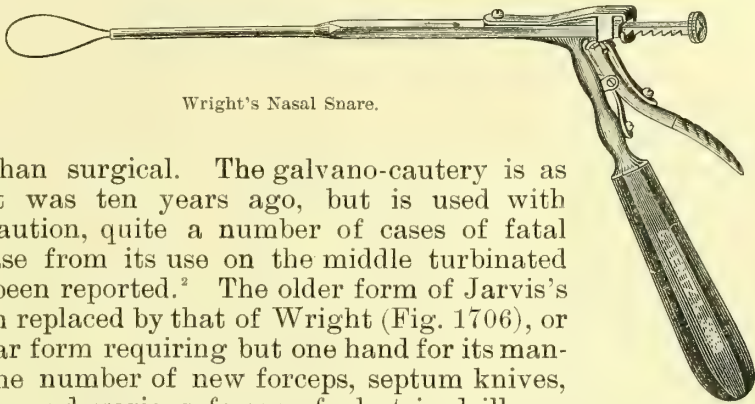 Wright's Nasal Snare.
han surgical. The galvano-cautery is as
t was ten years ago, but is used with
aution, quite a number of cases of fatal
se from its use on the middle turbinated
been reported.² The older form of Jarvis's
n replaced by that of Wright (Fig. 1706), or
ar form requiring but one hand for its man-
ne number of new forceps, septum knives,